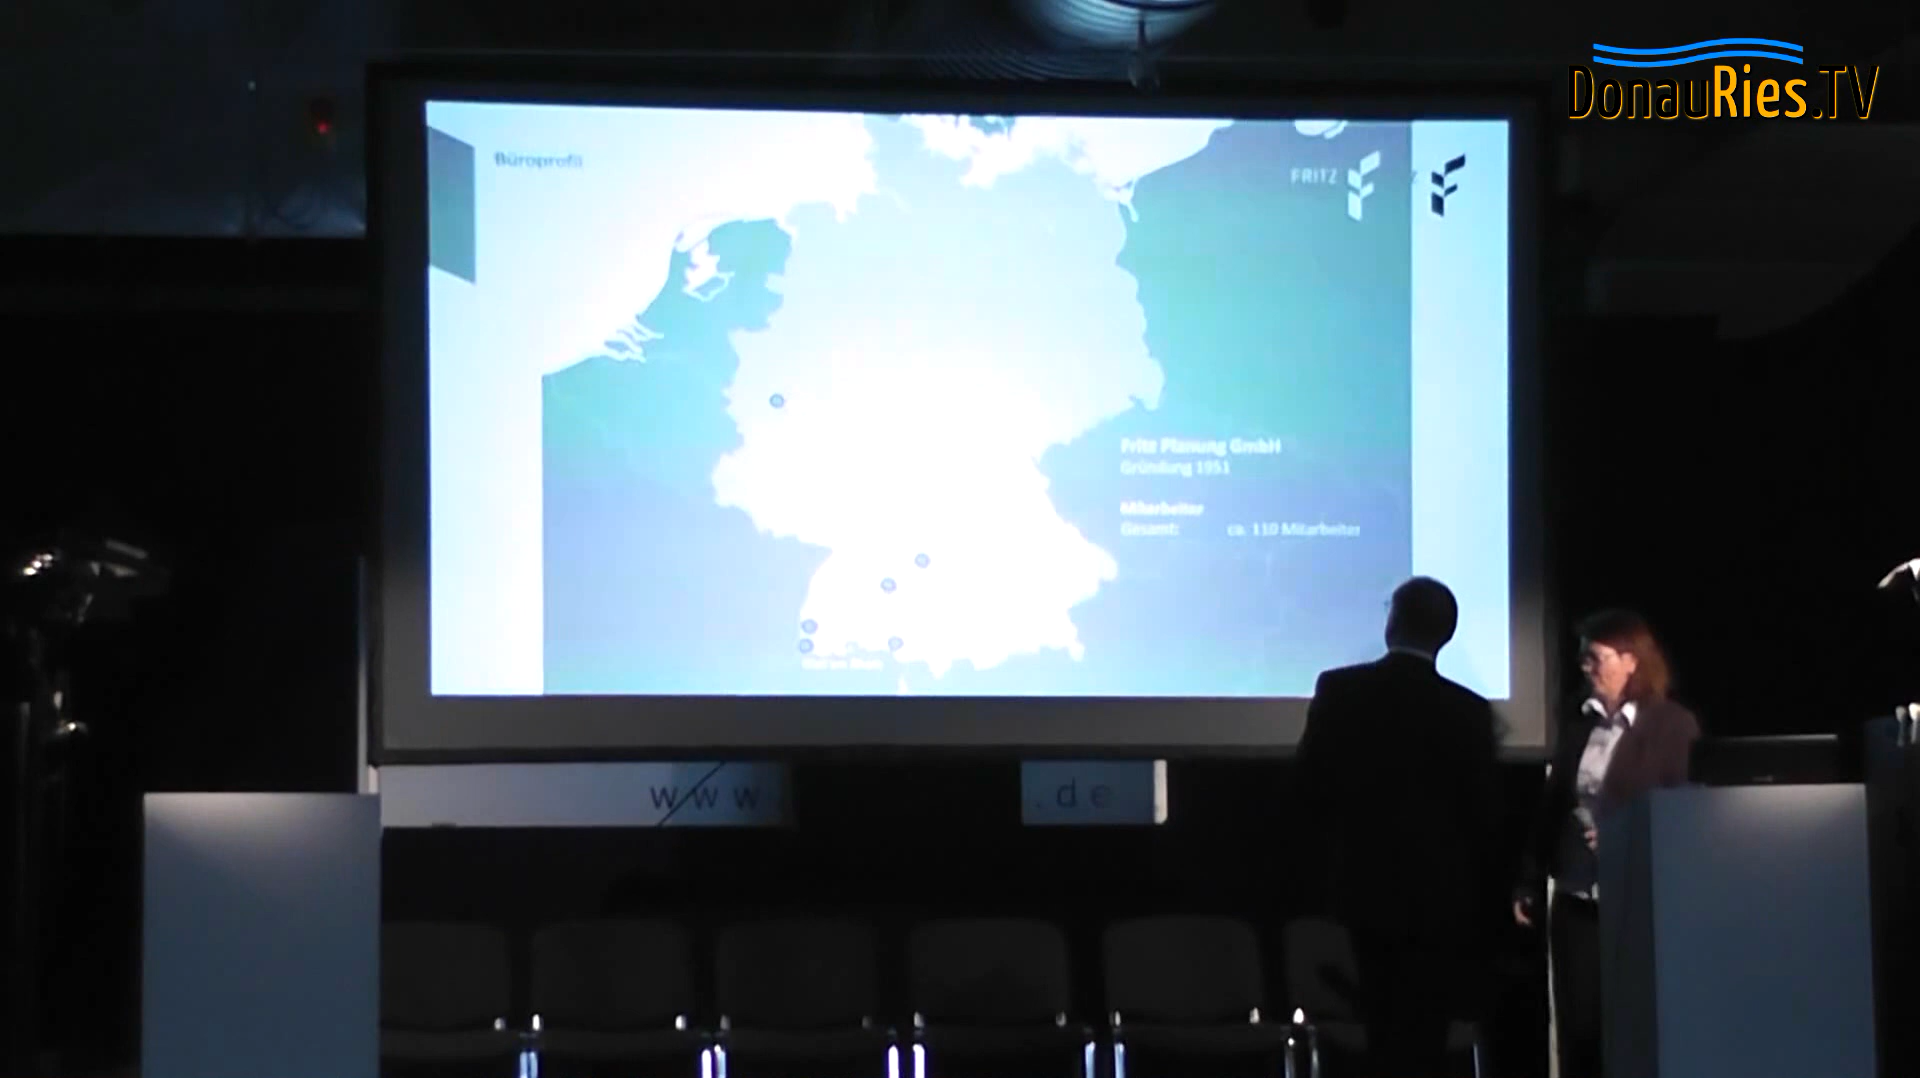 DonauRies.TV
Büroprofil
FRITZ
Fritz Planung GmbH
Gründung 1951
Mitarbeiter
Gesamt: ca. 110 Mitarbeiter
www
.de